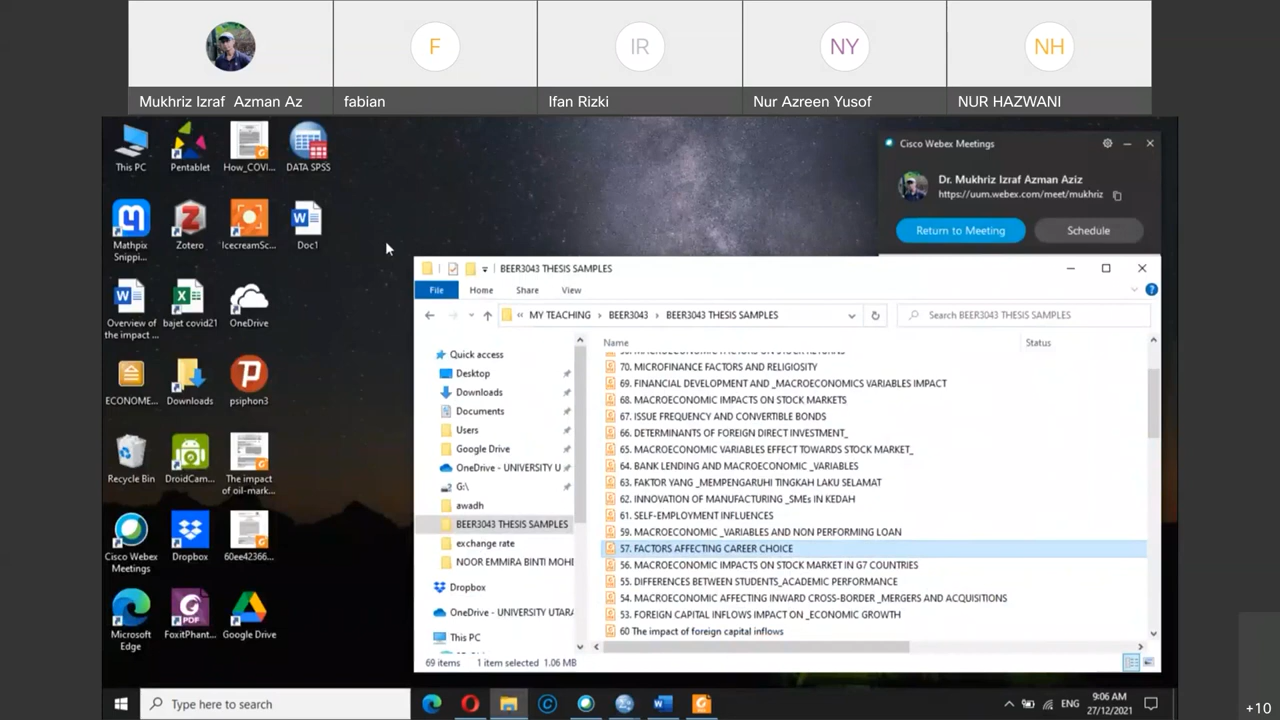 F
IR
NY
NH
Mukhriz Izraf Azman Az
fabian
Ifan Rizki
Nur Azreen Yusof
NUR HAZWANI
This PC
Pentablet
How_COVI...
DATA SPSS
Mathpix
Snippi...
Zotero
IcecreamSc...
Doc1
Overview of
the impact ...
bajet covid21
OneDrive
ECONOME...
Downloads
psiphon3
Recycle Bin
DroidCam...
The impact
of oil-mark...
Cisco Webex
Meetings
Dropbox
60ee42366...
Microsoft
Edge
FoxitPhant...
Google Drive
Cisco Webex Meetings
Dr. Mukhriz Izraf Azman Aziz
https://uum.webex.com/meet/mukhriz
Return to Meeting
Schedule
BEER3043 THESIS SAMPLES
File Home Share View
« MY TEACHING > BEER3043 > BEER3043 THESIS SAMPLES
Search BEER3043 THESIS SAMPLES
Quick access
Desktop
Downloads
Documents
Users
Google Drive
OneDrive - UNIVERSITY U
G:\
awadh
BEER3043 THESIS SAMPLES
exchange rate
NOOR EMMIRA BINTI MOHI
Dropbox
OneDrive - UNIVERSITI UTARA
This PC
Name Status
70. MICROFINANCE FACTORS AND RELIGIOSITY
69. FINANCIAL DEVELOPMENT AND _MACROECONOMICS VARIABLES IMPACT
68. MACROECONOMIC IMPACTS ON STOCK MARKETS
67. ISSUE FREQUENCY AND CONVERTIBLE BONDS
66. DETERMINANTS OF FOREIGN DIRECT INVESTMENT_
65. MACROECONOMIC VARIABLES EFFECT TOWARDS STOCK MARKET_
64. BANK LENDING AND MACROECONOMIC _VARIABLES
63. FAKTOR YANG _MEMPENGARUHI TINGKAH LAKU SELAMAT
62. INNOVATION OF MANUFACTURING _SMEs IN KEDAH
61. SELF-EMPLOYMENT INFLUENCES
59. MACROECONOMIC _VARIABLES AND NON PERFORMING LOAN
57. FACTORS AFFECTING CAREER CHOICE
56. MACROECONOMIC IMPACTS ON STOCK MARKET IN G7 COUNTRIES
55. DIFFERENCES BETWEEN STUDENTS_ACADEMIC PERFORMANCE
54. MACROECONOMIC AFFECTING INWARD CROSS-BORDER _MERGERS AND ACQUISITIONS
53. FOREIGN CAPITAL INFLOWS IMPACT ON _ECONOMIC GROWTH
60 The impact of foreign capital inflows
69 items 1 item selected 1.06 MB
Type here to search
ENG
9:06 AM
27/12/2021
+10